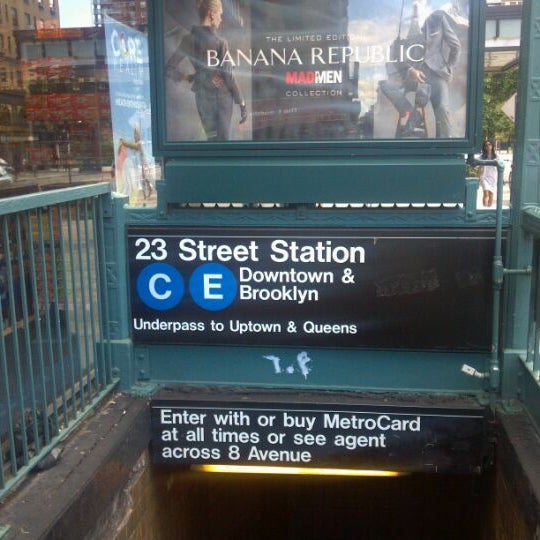 THE LIMITED EDITION
BANANA REPUBLIC
MADMEN
COLLECTION
23 Street Station
C E Downtown &
Brooklyn
Underpass to Uptown & Queens
T.F
Enter with or buy MetroCard
at all times or see agent
across 8 Avenue